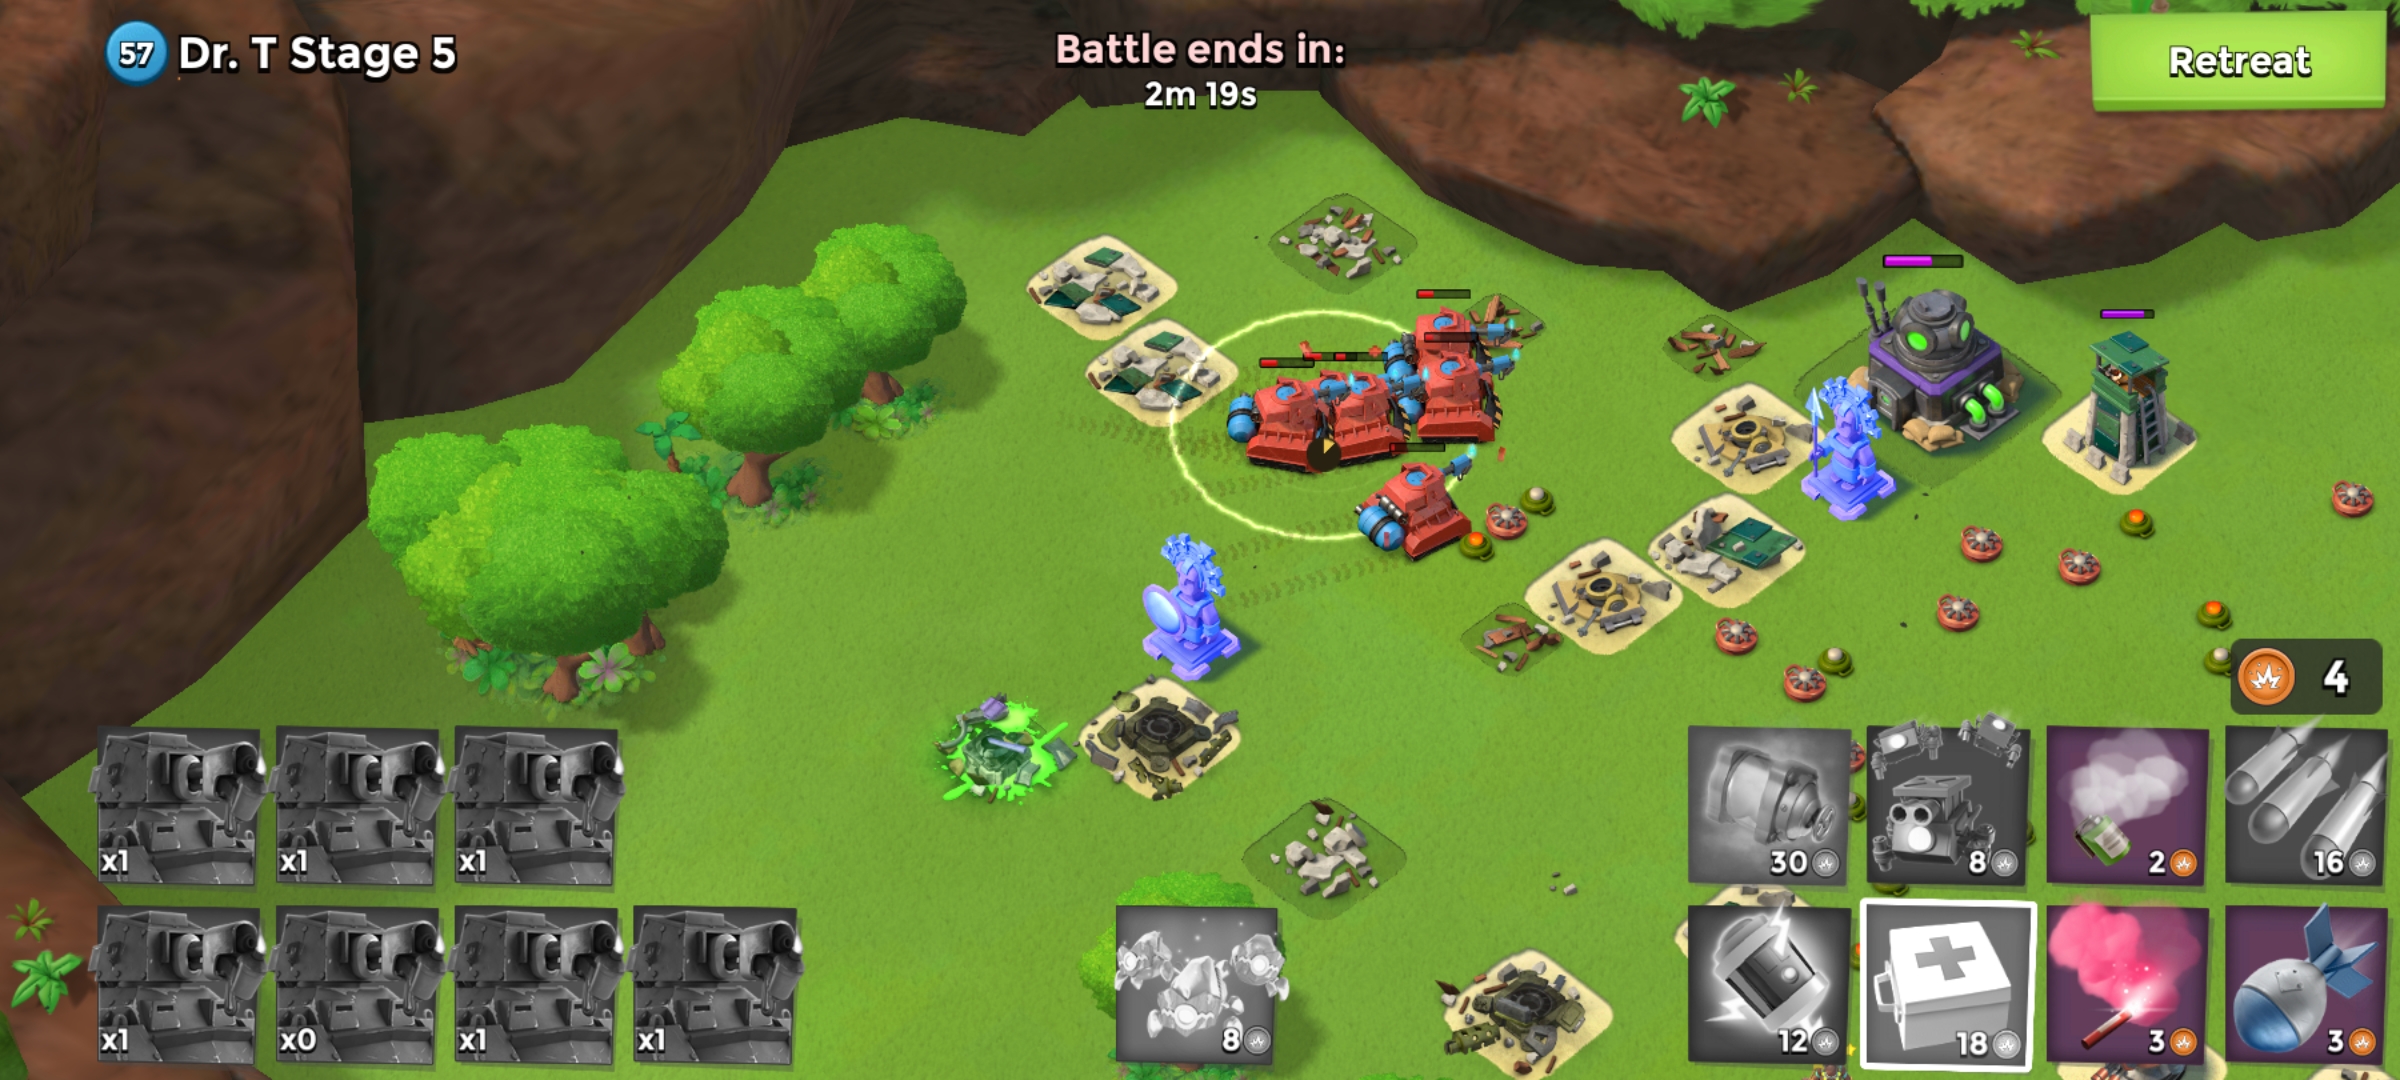 57 Dr. T Stage 5
Battle ends in:
2m 19s
Retreat
4
x1
x1
x1
30
8
2
16
x1
x0
x1
x1
8
12
18
3
3